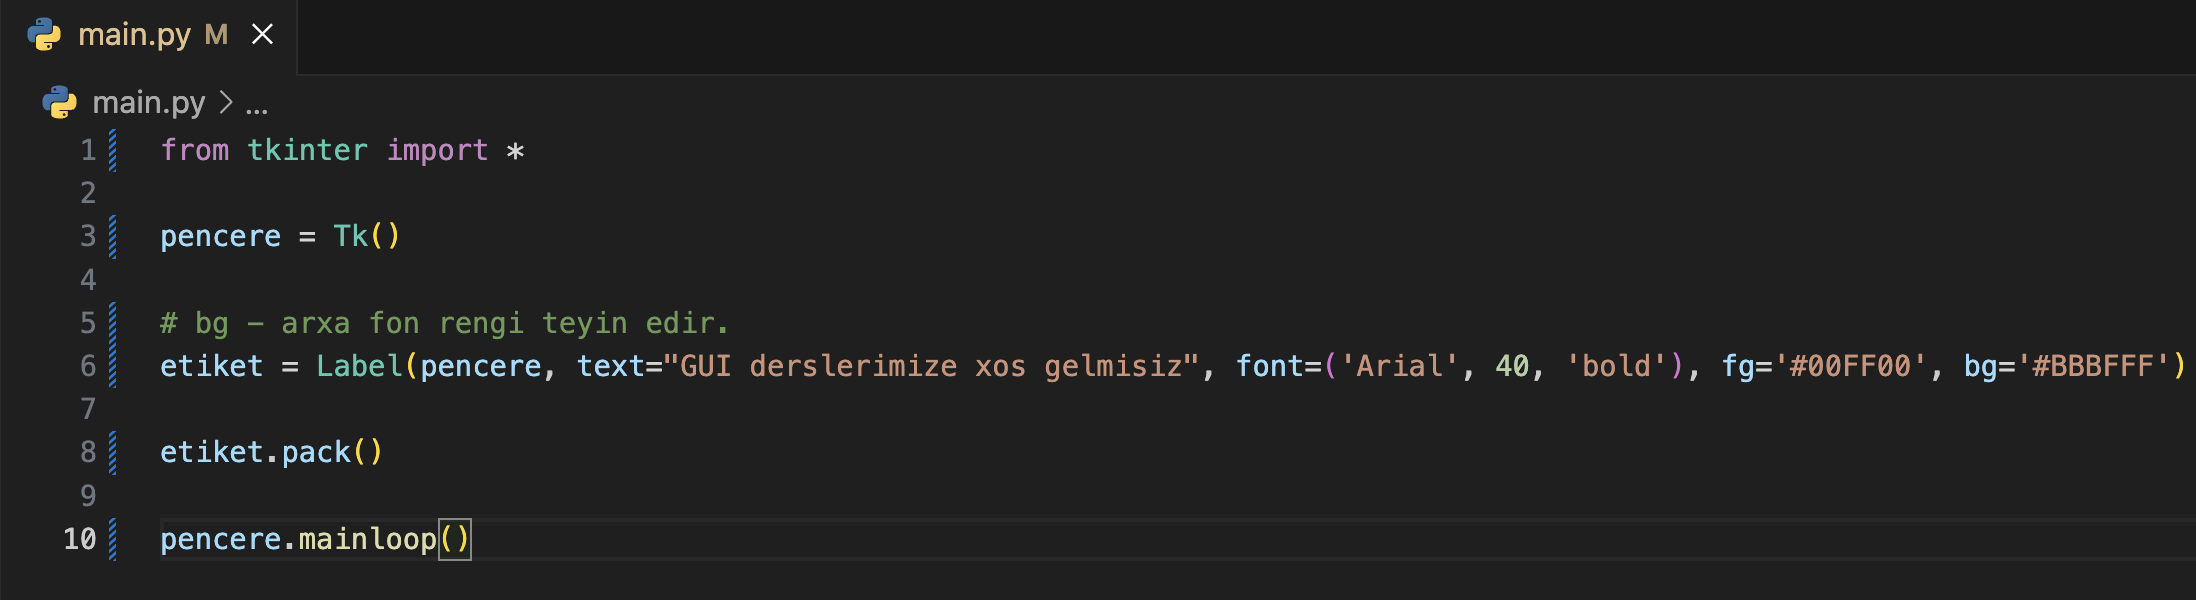 main.py M
main.py > ...
1 from tkinter import *
2
3 pencere = Tk()
4
5 # bg - arxa fon rengi teyin edir.
6 etiket = Label(pencere, text="GUI derslerimize xos gelmisiz", font=('Arial', 40, 'bold'), fg='#00FF00', bg='#BBBFFF')
7
8 etiket.pack()
9
10 pencere.mainloop()